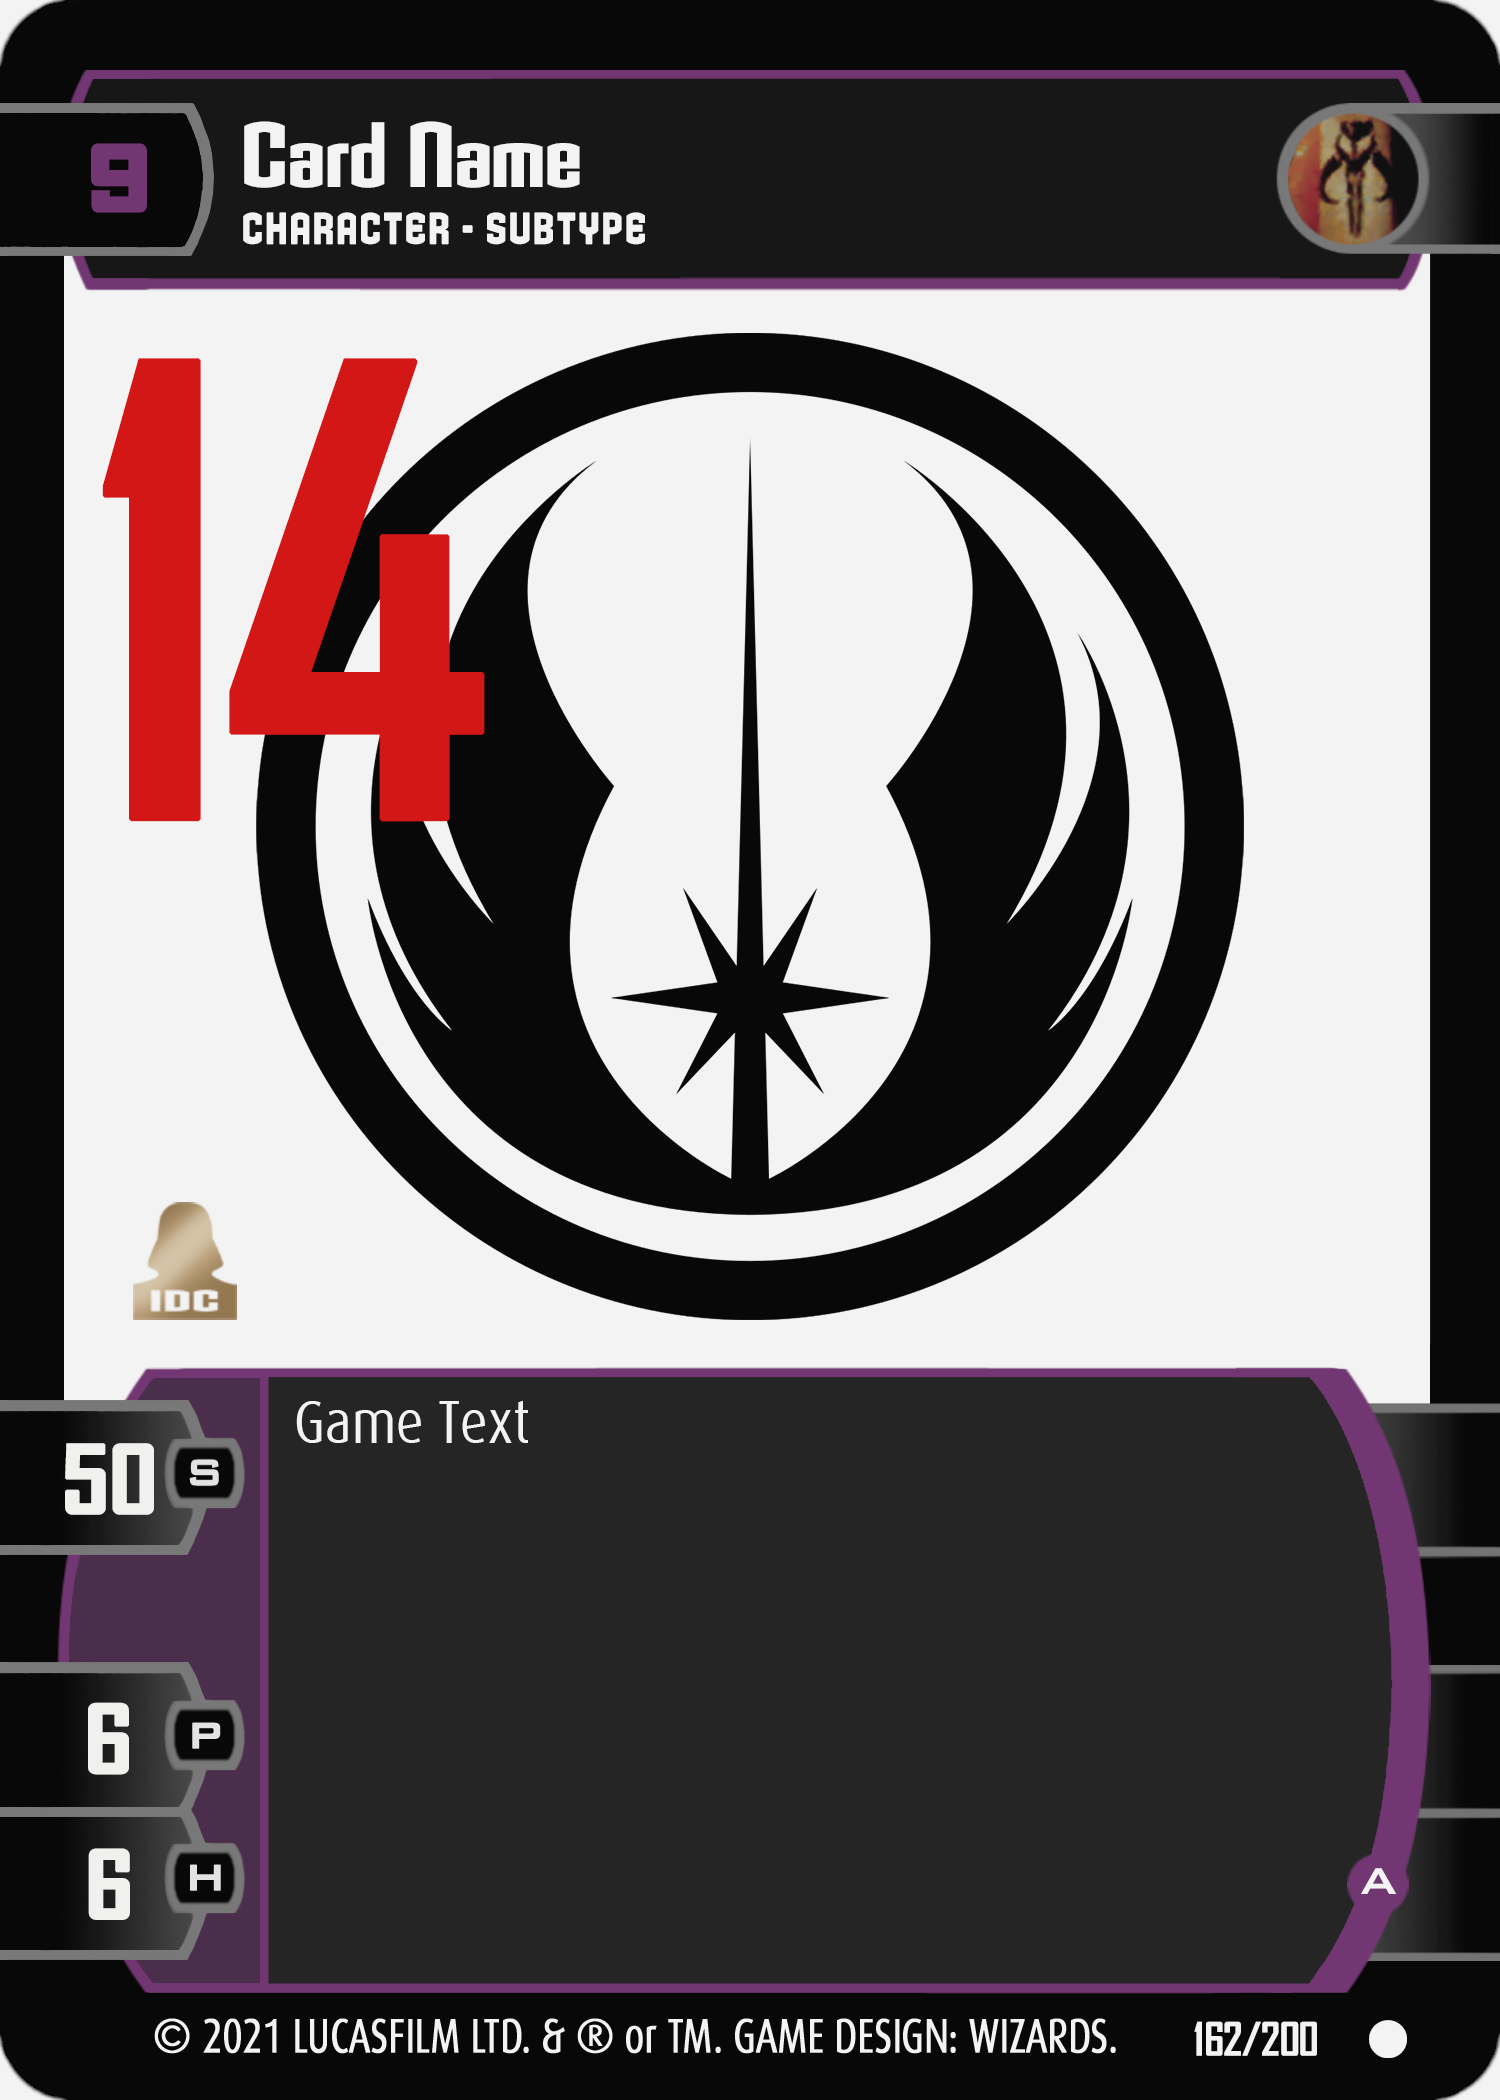 9
Card Name
CHARACTER - SUBTYPE
14
IDC
50 S
Game Text
6 P
6 H
A
© 2021 LUCASFILM LTD. & ® or TM. GAME DESIGN: WIZARDS.
162/200